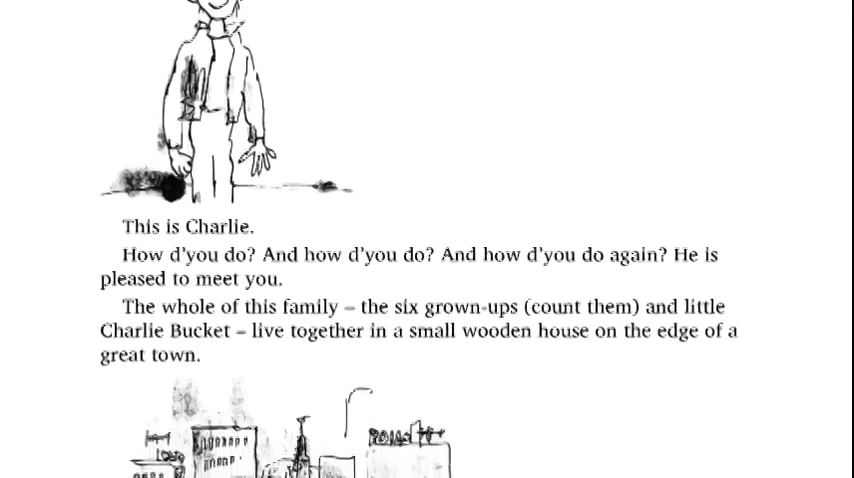 This is Charlie.
How d'you do? And how d'you do? And how d'you do again? He is
pleased to meet you.
The whole of this family – the six grown-ups (count them) and little
Charlie Bucket – live together in a small wooden house on the edge of a
great town.